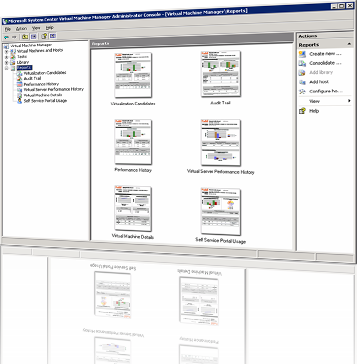 Microsoft System Center Virtual Machine Manager Administrator Console - [Virtual Machine Manager\Reports]
File Action View Help
Virtual Machine Manager
Virtual Machines and Hosts
Tasks
Library
Reports
Virtualization Candidates
Audit Trail
Performance History
Virtual Server Performance History
Virtual Machine Details
Self Service Portal Usage
Reports
Virtualization Candidates
Audit Trail
Performance History
Virtual Server Performance History
Virtual Machine Details
Self Service Portal Usage
Actions
Reports
Create new ...
Consolidate ...
Add library
Add host
Configure ho...
View
Help